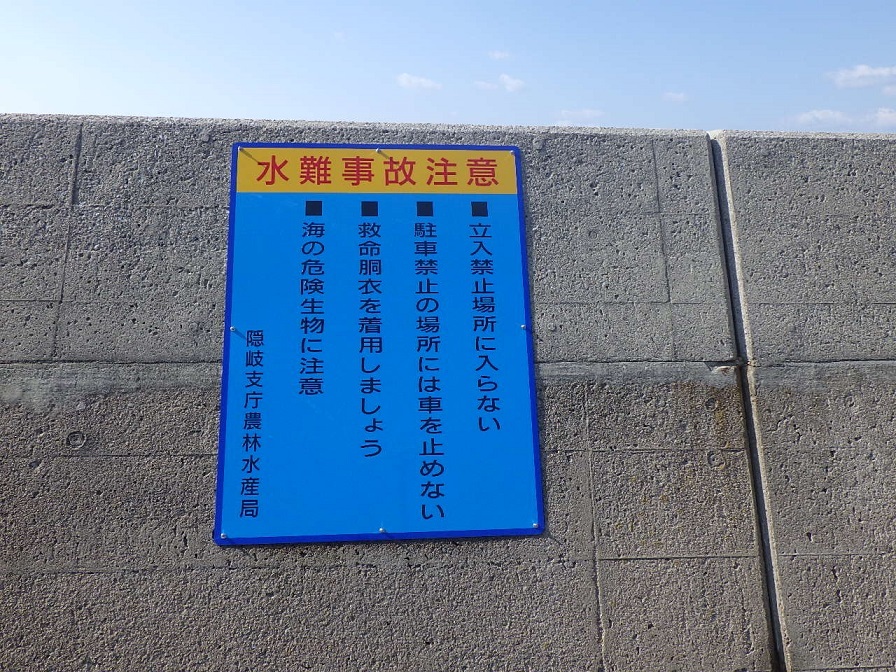 水難事故注意
■立入禁止場所に入らない
■駐車禁止の場所には車を止めない
■救命胴衣を着用しましょう
■海の危険生物に注意
隠岐支庁農林水産局